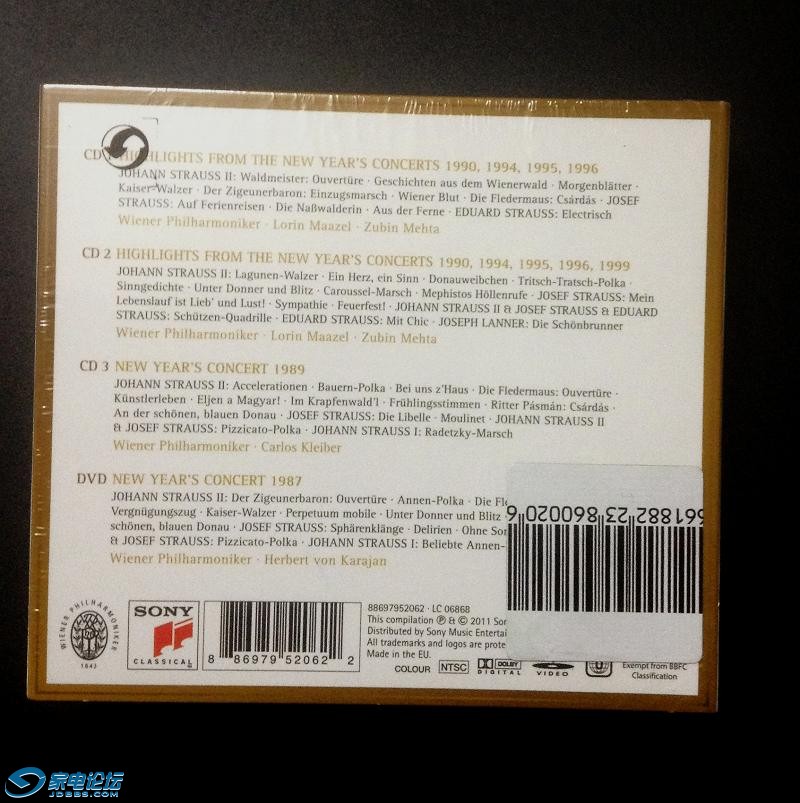 CD 1 HIGHLIGHTS FROM THE NEW YEAR'S CONCERTS 1990, 1994, 1995, 1996
JOHANN STRAUSS II: Waldmeister: Ouvertüre · Geschichten aus dem Wienerwald · Morgenblätter ·
Kaiser-Walzer · Der Zigeunerbaron: Einzugsmarsch · Wiener Blut · Die Fledermaus: Csárdás · JOSEF
STRAUSS: Auf Ferienreisen · Die Naßwalderin · Aus der Ferne · EDUARD STRAUSS: Electrisch
Wiener Philharmoniker · Lorin Maazel · Zubin Mehta
CD 2 HIGHLIGHTS FROM THE NEW YEAR'S CONCERTS 1990, 1994, 1995, 1996, 1999
JOHANN STRAUSS II: Lagunen-Walzer · Ein Herz, ein Sinn · Donauweibchen · Tritsch-Tratsch-Polka ·
Sinngedichte · Unter Donner und Blitz · Caroussel-Marsch · Mephistos Höllenrufe · JOSEF STRAUSS: Mein
Lebenslauf ist Lieb' und Lust! · Sympathie · Feuerfest! · JOHANN STRAUSS II & JOSEF STRAUSS & EDUARD
STRAUSS: Schützen-Quadrille · EDUARD STRAUSS: Mit Chic · JOSEPH LANNER: Die Schönbrunner
Wiener Philharmoniker · Lorin Maazel · Zubin Mehta
CD 3 NEW YEAR'S CONCERT 1989
JOHANN STRAUSS II: Accelerationen · Bauern-Polka · Bei uns z'Haus · Die Fledermaus: Ouvertüre ·
Künstlerleben · Eljen a Magyar! · Im Krapfenwald'l · Frühlingsstimmen · Ritter Pásmán: Csárdás ·
An der schönen, blauen Donau · JOSEF STRAUSS: Die Libelle · Moulinet · JOHANN STRAUSS II
& JOSEF STRAUSS: Pizzicato-Polka · JOHANN STRAUSS I: Radetzky-Marsch
Wiener Philharmoniker · Carlos Kleiber
DVD NEW YEAR'S CONCERT 1987
JOHANN STRAUSS II: Der Zigeunerbaron: Ouvertüre · Annen-Polka · Die Fle
Vergnügungszug · Kaiser-Walzer · Perpetuum mobile · Unter Donner und Blitz ·
schönen, blauen Donau · JOSEF STRAUSS: Sphärenklänge · Delirien · Ohne Sor
& JOSEF STRAUSS: Pizzicato-Polka · JOHANN STRAUSS I: Beliebte Annen-
Wiener Philharmoniker · Herbert von Karajan
661882 23 860020 6
WIENER PHILHARMONIKER
1842
SONY
CLASSICAL
8 86979 52062 2
88697952062 · LC 06868
This compilation ℗ & © 2011 Son
Distributed by Sony Music Entertai
All trademarks and logos are protect
Made in the EU.
COLOUR NTSC DOLBY DIGITAL DVD VIDEO U Exempt from BBFC
Classification
家电论坛
JDBBS.COM